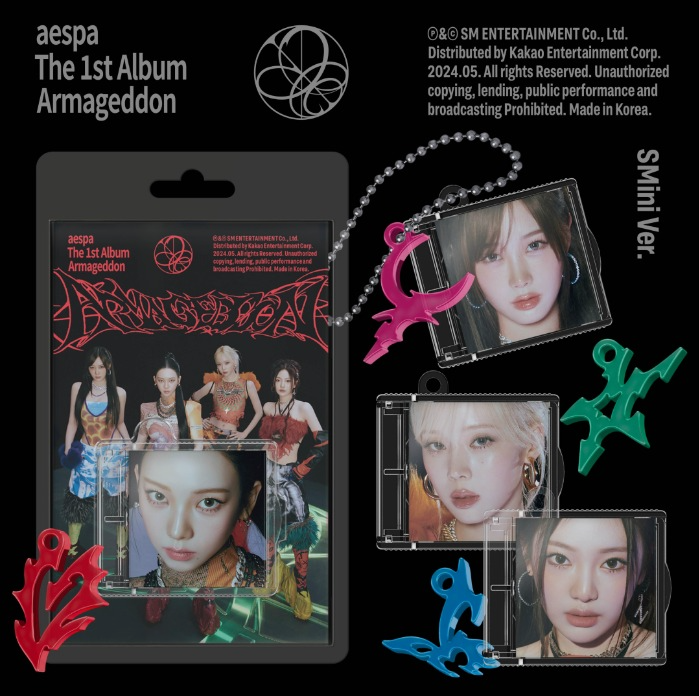 aespa
The 1st Album
Armageddon
℗&© SM ENTERTAINMENT Co., Ltd.
Distributed by Kakao Entertainment Corp.
2024.05. All rights Reserved. Unauthorized
copying, lending, public performance and
broadcasting Prohibited. Made in Korea.
SMini Ver.
aespa
The 1st Album
Armageddon
℗&© SM ENTERTAINMENT Co., Ltd.
Distributed by Kakao Entertainment Corp.
2024.05. All rights Reserved. Unauthorized
copying, lending, public performance and
broadcasting Prohibited. Made in Korea.
ARMAGEDDON